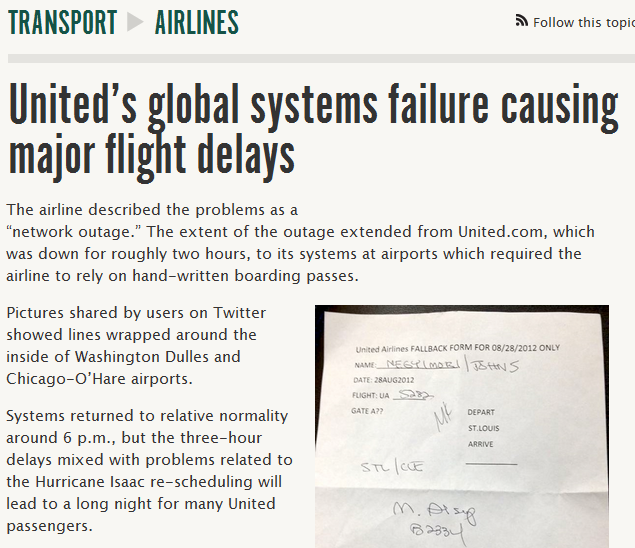 TRANSPORT AIRLINES
Follow this topic
United's global systems failure causing
major flight delays
The airline described the problems as a
“network outage.” The extent of the outage extended from United.com, which
was down for roughly two hours, to its systems at airports which required the
airline to rely on hand-written boarding passes.
Pictures shared by users on Twitter
showed lines wrapped around the
inside of Washington Dulles and
Chicago-O'Hare airports.
Systems returned to relative normality
around 6 p.m., but the three-hour
delays mixed with problems related to
the Hurricane Isaac re-scheduling will
lead to a long night for many United
passengers.
United Airlines FALLBACK FORM FOR 08/28/2012 ONLY
NAME:
DATE: 28AUG2012
FLIGHT: UA 5282
GATE A??
DEPART
ST.LOUIS
ARRIVE
STL/CLE
B2334